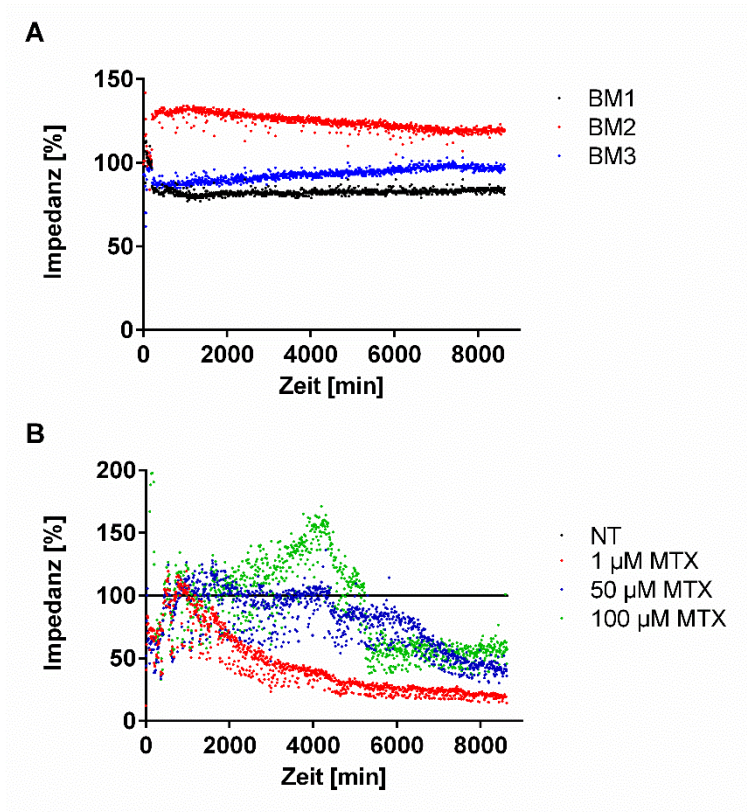 A
Impedanz [%]
150
100
50
0
0 2000 4000 6000 8000
Zeit [min]
BM1
BM2
BM3
B
Impedanz [%]
200
150
100
50
0
0 2000 4000 6000 8000
Zeit [min]
NT
1 µM MTX
50 µM MTX
100 µM MTX